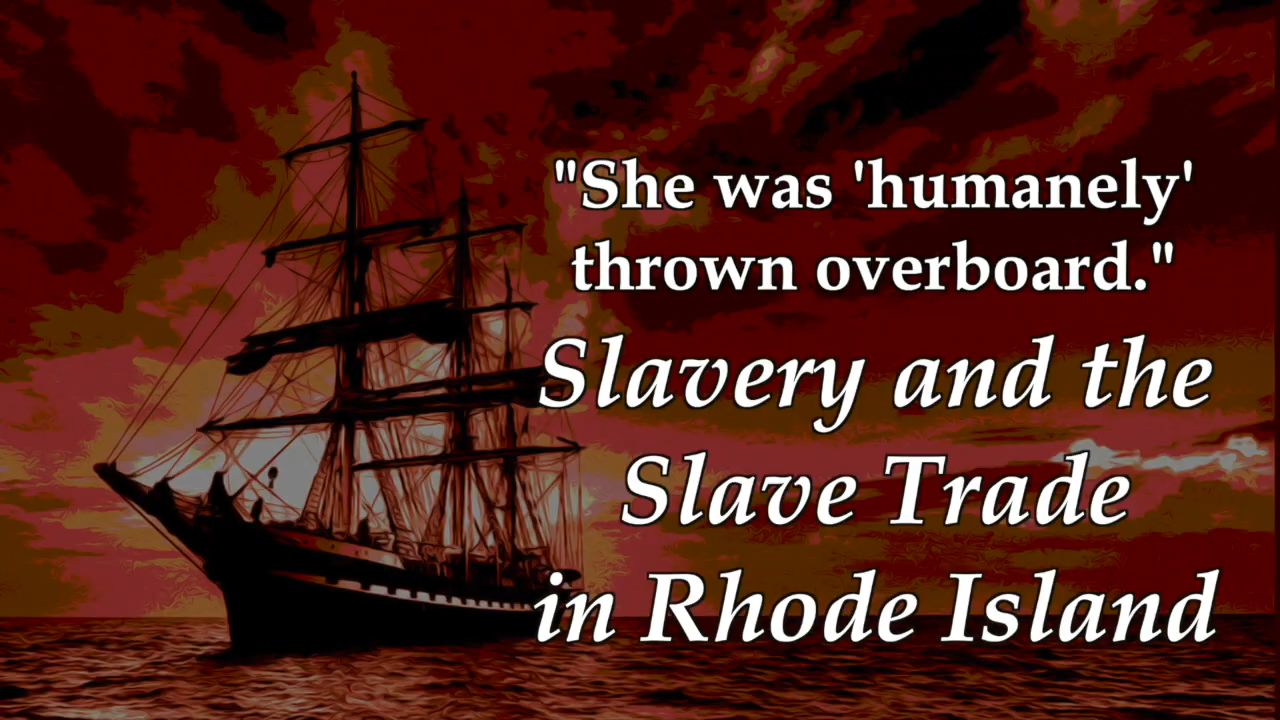 "She was 'humanely'
thrown overboard."
Slavery and the
Slave Trade
in Rhode Island